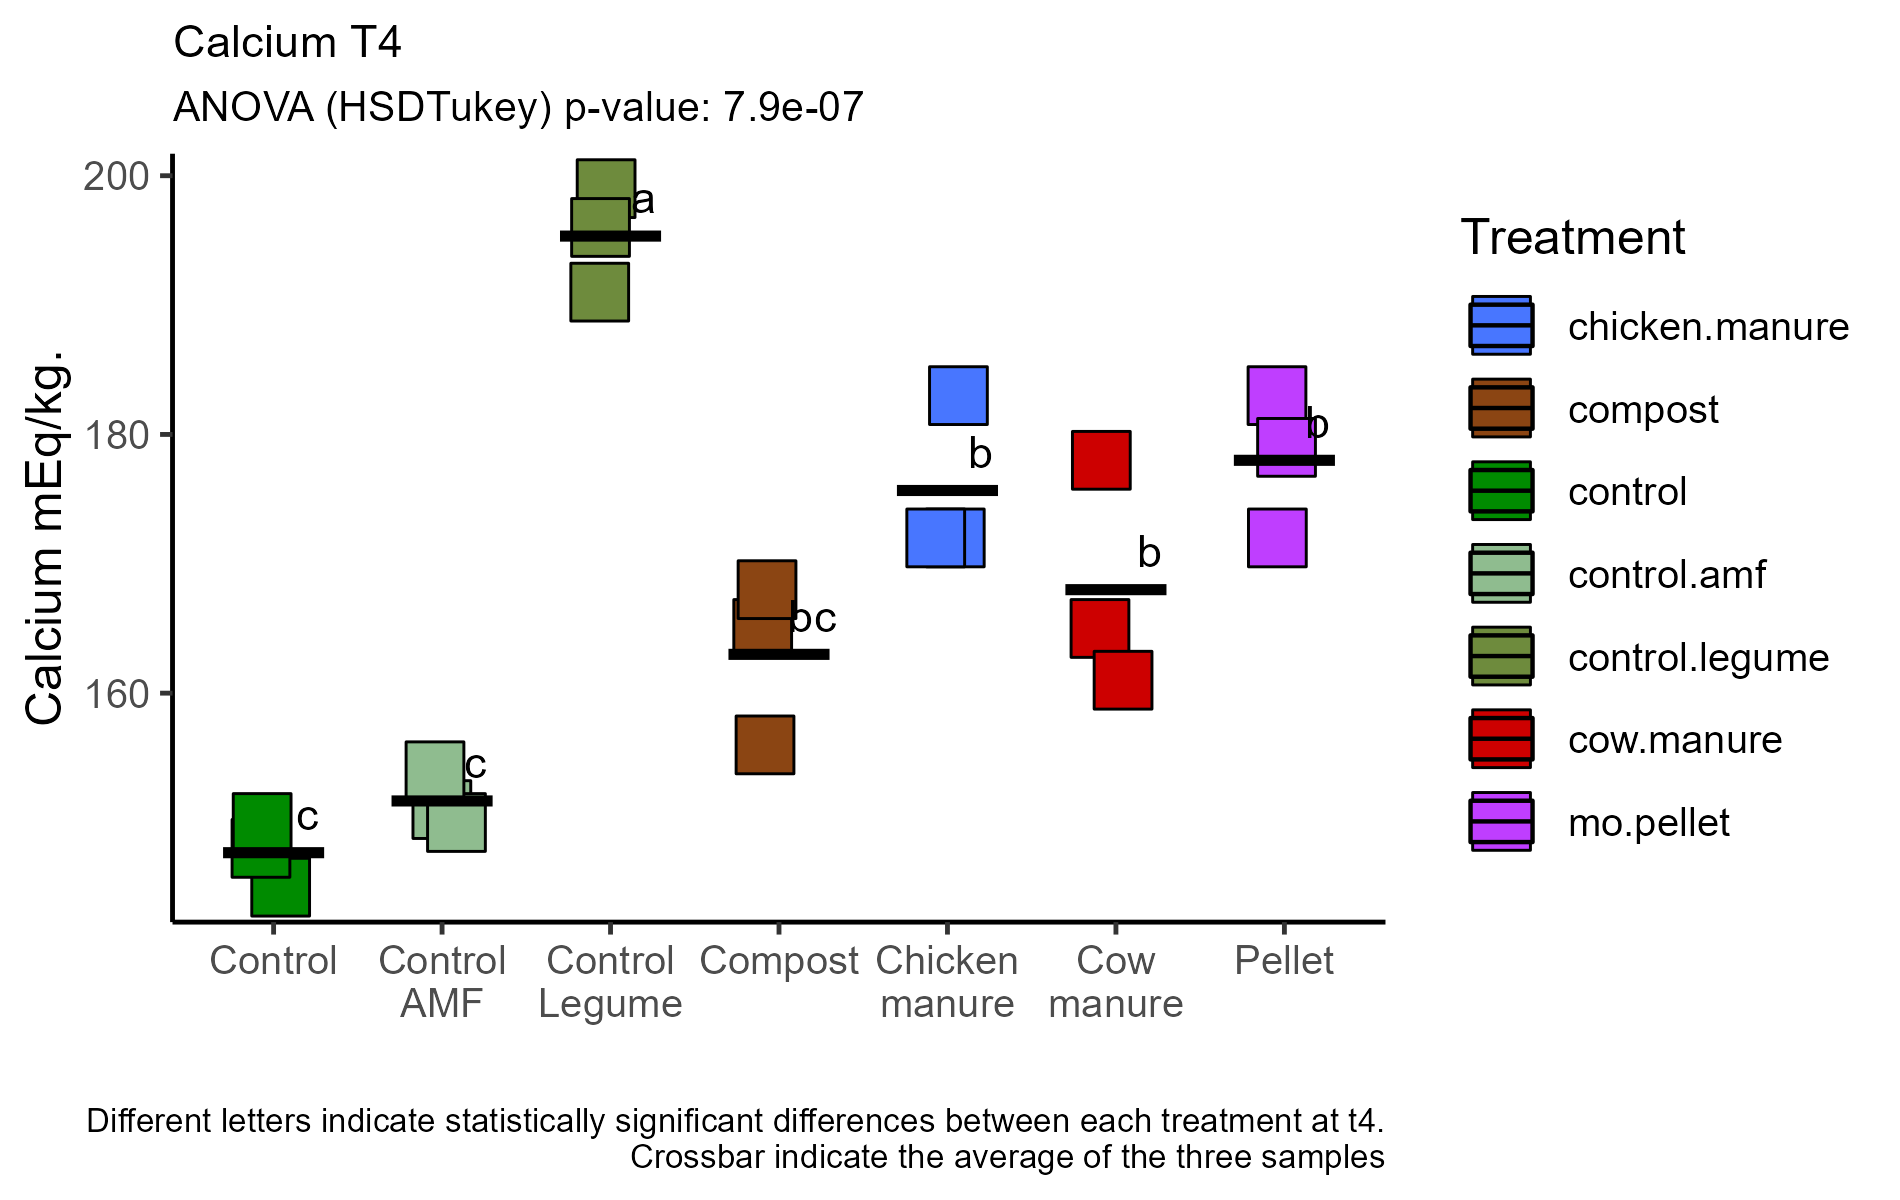 Calcium T4
ANOVA (HSDTukey) p-value: 7.9e-07
Calcium mEq/kg.
200
180
160
a
b
b
b
bc
c
c
Control
Control AMF
Control Legume
Compost
Chicken manure
Cow manure
Pellet
Treatment
chicken.manure
compost
control
control.amf
control.legume
cow.manure
mo.pellet
Different letters indicate statistically significant differences between each treatment at t4.
Crossbar indicate the average of the three samples